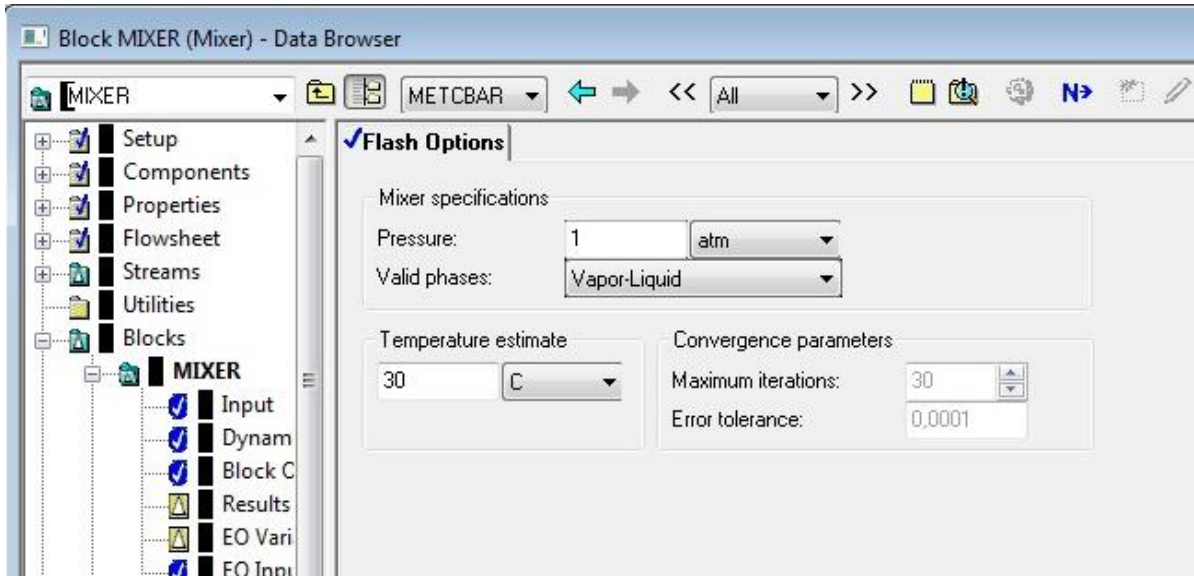 Block MIXER (Mixer) - Data Browser
MIXER METCBAR << All >> N
Setup
Components
Properties
Flowsheet
Streams
Utilities
Blocks
MIXER
Input
Dynam
Block C
Results
EO Vari
EO Inpu
Flash Options
Mixer specifications
Pressure: 1 atm
Valid phases: Vapor-Liquid
Temperature estimate
30 C
Convergence parameters
Maximum iterations: 30
Error tolerance: 0,0001